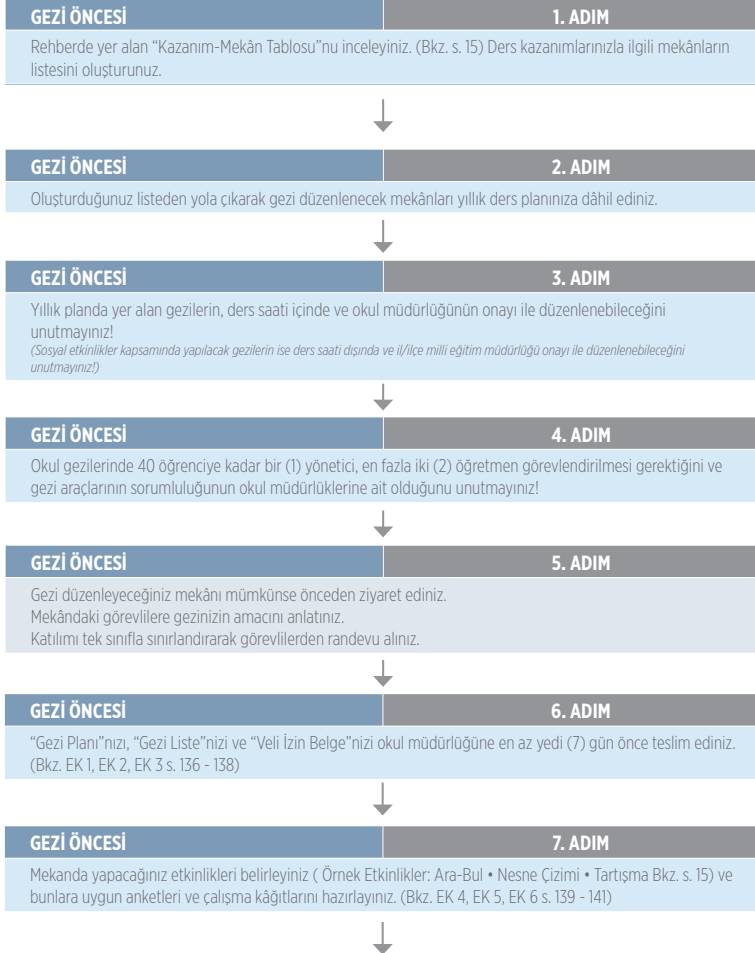 GEZİ ÖNCESİ 1. ADIM
Rehberde yer alan “Kazanım-Mekân Tablosu”nu inceleyiniz. (Bkz. s. 15) Ders kazanımlarınızla ilgili mekânların
listesini oluşturunuz.
GEZİ ÖNCESİ 2. ADIM
Oluşturduğunuz listeden yola çıkarak gezi düzenlenecek mekânları yıllık ders planınıza dâhil ediniz.
GEZİ ÖNCESİ 3. ADIM
Yıllık planda yer alan gezilerin, ders saati içinde ve okul müdürlüğünün onayı ile düzenlenebileceğini
unutmayınız!
(Sosyal etkinlikler kapsamında yapılacak gezilerin ise ders saati dışında ve il/ilçe milli eğitim müdürlüğü onayı ile düzenlenebileceğini
unutmayınız!)
GEZİ ÖNCESİ 4. ADIM
Okul gezilerinde 40 öğrenciye kadar bir (1) yönetici, en fazla iki (2) öğretmen görevlendirilmesi gerektiğini ve
gezi araçlarının sorumluluğunun okul müdürlüklerine ait olduğunu unutmayınız!
GEZİ ÖNCESİ 5. ADIM
Gezi düzenleyeceğiniz mekânı mümkünse önceden ziyaret ediniz.
Mekândaki görevlilere gezinizin amacını anlatınız.
Katılımı tek sınıfla sınırlandırarak görevlilerden randevu alınız.
GEZİ ÖNCESİ 6. ADIM
“Gezi Planı”nızı, “Gezi Liste”nizi ve “Veli İzin Belge”nizi okul müdürlüğüne en az yedi (7) gün önce teslim ediniz.
(Bkz. EK 1, EK 2, EK 3 s. 136 - 138)
GEZİ ÖNCESİ 7. ADIM
Mekanda yapacağınız etkinlikleri belirleyiniz ( Örnek Etkinlikler: Ara-Bul • Nesne Çizimi • Tartışma Bkz. s. 15) ve
bunlara uygun anketleri ve çalışma kâğıtlarını hazırlayınız. (Bkz. EK 4, EK 5, EK 6 s. 139 - 141)